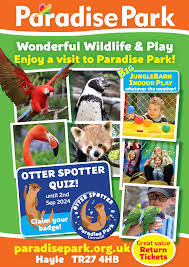 Paradise Park
Wonderful Wildlife & Play
Enjoy a visit to Paradise Park!
BIG
JUNGLEBARN
INDOOR PLAY
whatever the weather!
OTTER SPOTTER
QUIZ!
until 2nd
Sep 2024
Claim your
badge!
OTTER SPOTTER
Paradise Park
paradisepark.org.uk
Hayle TR27 4HB
Great value
Return
Tickets